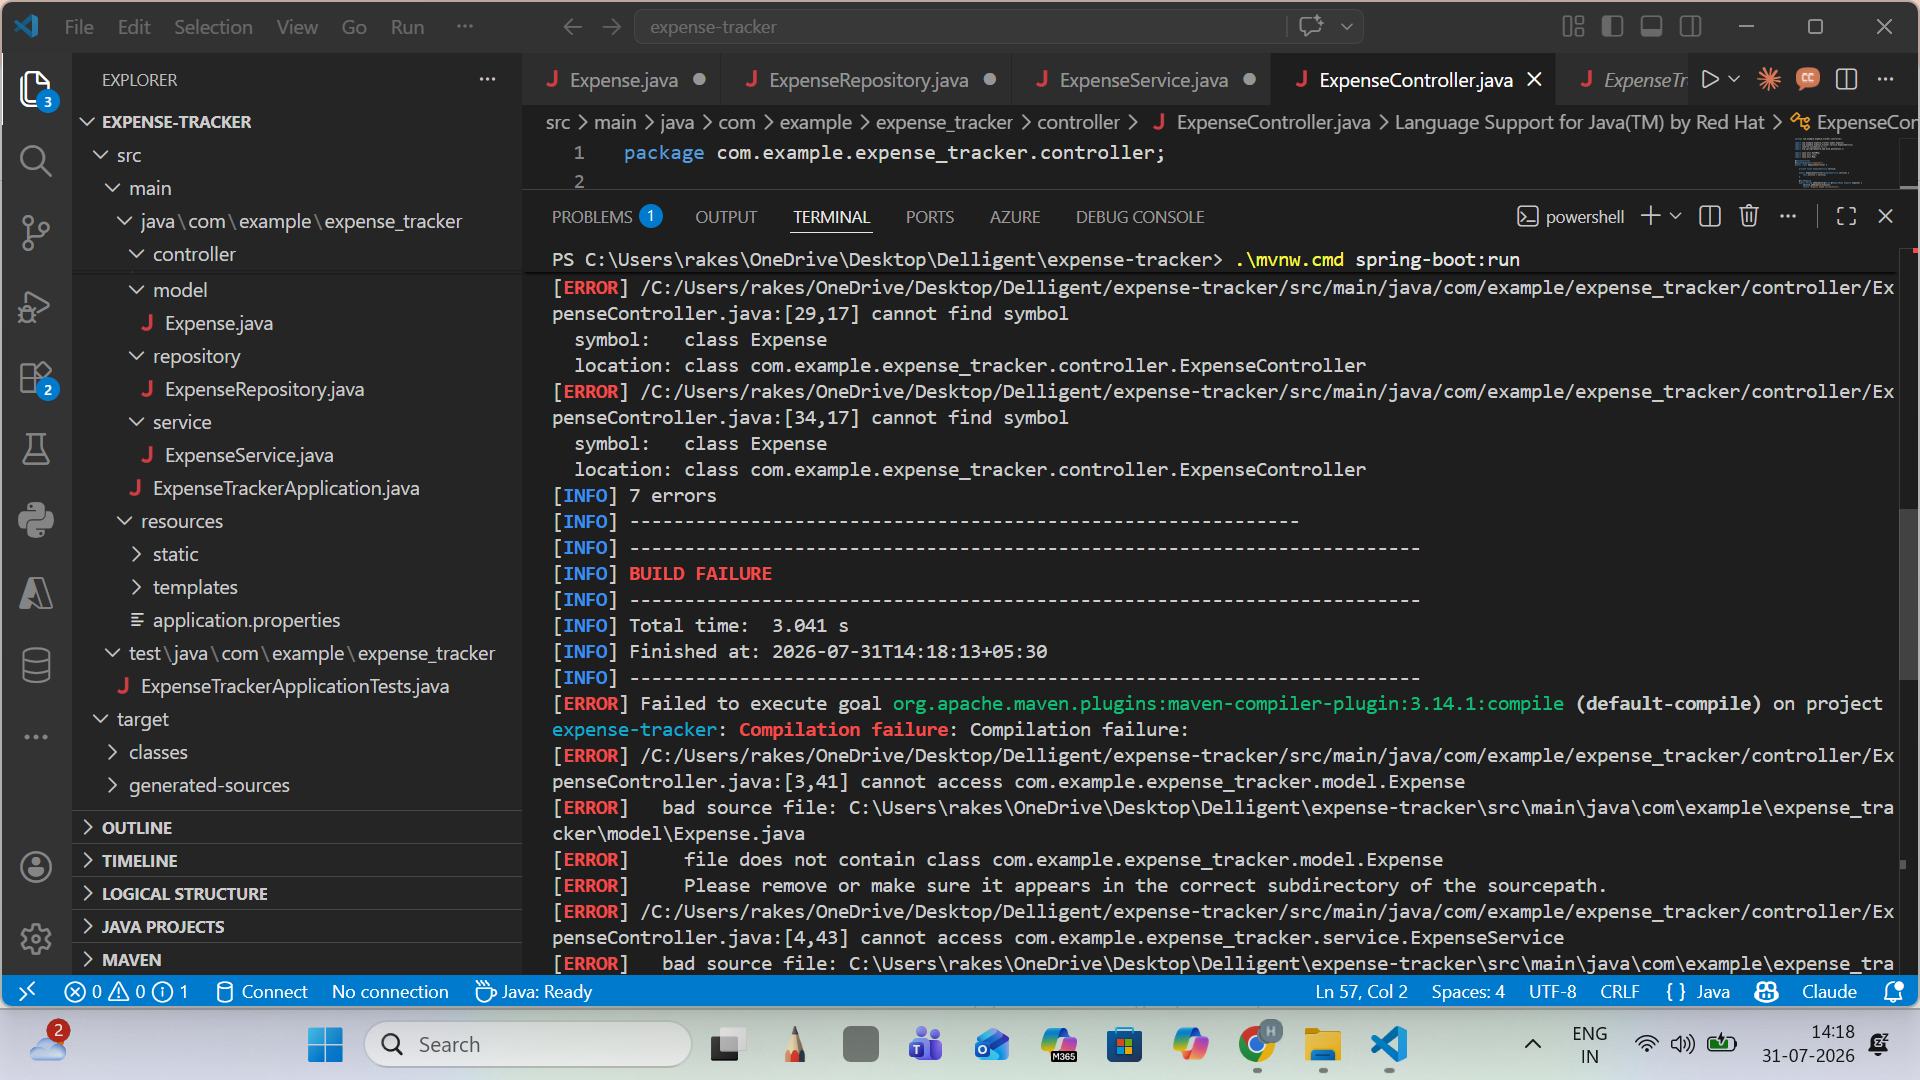 File Edit Selection View Go Run ... expense-tracker
EXPLORER
3
EXPENSE-TRACKER
src
main
java\com\example\expense_tracker
controller
model
Expense.java
repository
ExpenseRepository.java
service
ExpenseService.java
ExpenseTrackerApplication.java
resources
static
templates
application.properties
test\java\com\example\expense_tracker
ExpenseTrackerApplicationTests.java
target
classes
generated-sources
OUTLINE
TIMELINE
LOGICAL STRUCTURE
JAVA PROJECTS
MAVEN
2
J Expense.java J ExpenseRepository.java J ExpenseService.java J ExpenseController.java J ExpenseTr CC
src > main > java > com > example > expense_tracker > controller > J ExpenseController.java > Language Support for Java(TM) by Red Hat > ExpenseCor
1 package com.example.expense_tracker.controller;
2
PROBLEMS 1 OUTPUT TERMINAL PORTS AZURE DEBUG CONSOLE powershell
PS C:\Users\rakes\OneDrive\Desktop\Delligent\expense-tracker> .\mvnw.cmd spring-boot:run
[ERROR] /C:/Users/rakes/OneDrive/Desktop/Delligent/expense-tracker/src/main/java/com/example/expense_tracker/controller/Ex
penseController.java:[29,17] cannot find symbol
symbol:   class Expense
location: class com.example.expense_tracker.controller.ExpenseController
[ERROR] /C:/Users/rakes/OneDrive/Desktop/Delligent/expense-tracker/src/main/java/com/example/expense_tracker/controller/Ex
penseController.java:[34,17] cannot find symbol
symbol:   class Expense
location: class com.example.expense_tracker.controller.ExpenseController
[INFO] 7 errors
[INFO] -------------------------------------------------------------
[INFO] ------------------------------------------------------------------------
[INFO] BUILD FAILURE
[INFO] ------------------------------------------------------------------------
[INFO] Total time:  3.041 s
[INFO] Finished at: 2026-07-31T14:18:13+05:30
[INFO] ------------------------------------------------------------------------
[ERROR] Failed to execute goal org.apache.maven.plugins:maven-compiler-plugin:3.14.1:compile (default-compile) on project
expense-tracker: Compilation failure: Compilation failure:
[ERROR] /C:/Users/rakes/OneDrive/Desktop/Delligent/expense-tracker/src/main/java/com/example/expense_tracker/controller/Ex
penseController.java:[3,41] cannot access com.example.expense_tracker.model.Expense
[ERROR]   bad source file: C:\Users\rakes\OneDrive\Desktop\Delligent\expense-tracker\src\main\java\com\example\expense_tra
cker\model\Expense.java
[ERROR]     file does not contain class com.example.expense_tracker.model.Expense
[ERROR]     Please remove or make sure it appears in the correct subdirectory of the sourcepath.
[ERROR] /C:/Users/rakes/OneDrive/Desktop/Delligent/expense-tracker/src/main/java/com/example/expense_tracker/controller/Ex
penseController.java:[4,43] cannot access com.example.expense_tracker.service.ExpenseService
[ERROR]   bad source file: C:\Users\rakes\OneDrive\Desktop\Delligent\expense-tracker\src\main\java\com\example\expense_tra
0 0 1 Connect No connection Java: Ready Ln 57, Col 2 Spaces: 4 UTF-8 CRLF { } Java Claude
2 Search M365 H ENG IN 14:18 31-07-2026